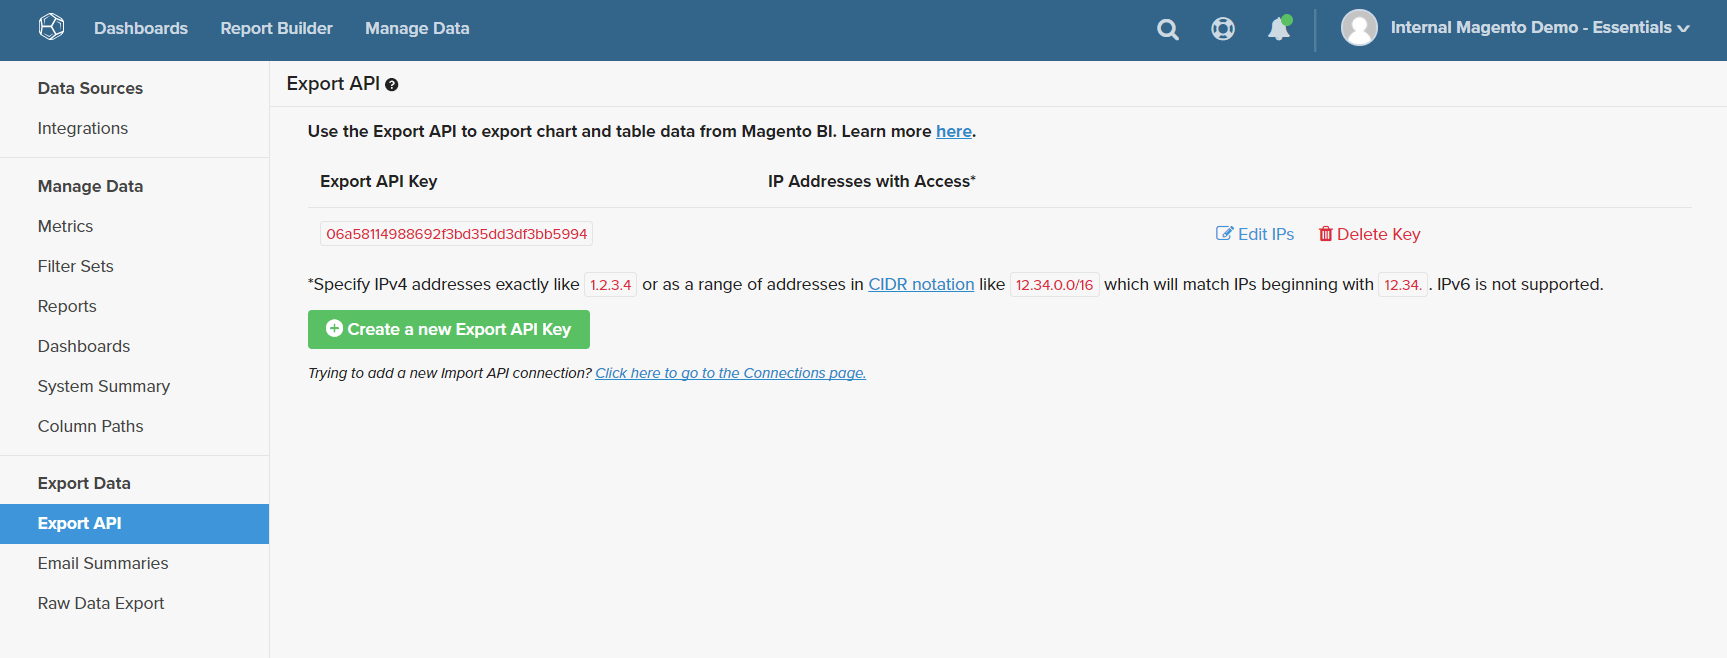 Dashboards Report Builder Manage Data Internal Magento Demo - Essentials
Data Sources
Integrations
Manage Data
Metrics
Filter Sets
Reports
Dashboards
System Summary
Column Paths
Export Data
Export API
Email Summaries
Raw Data Export
Export API
Use the Export API to export chart and table data from Magento BI. Learn more here.
Export API Key IP Addresses with Access*
06a58114988692f3bd35dd3df3bb5994 Edit IPs Delete Key
*Specify IPv4 addresses exactly like 1.2.3.4 or as a range of addresses in CIDR notation like 12.34.0.0/16 which will match IPs beginning with 12.34. . IPv6 is not supported.
Create a new Export API Key
Trying to add a new Import API connection? Click here to go to the Connections page.